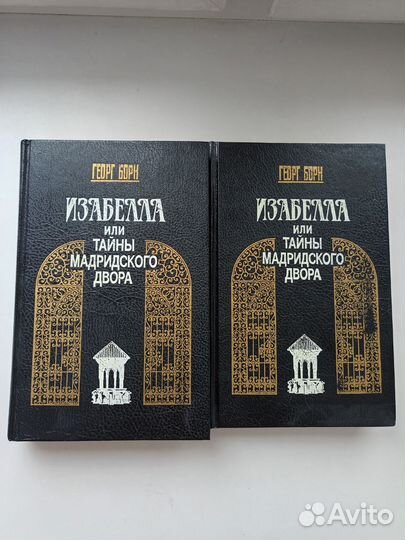 ГЕОРГ БОРН
ИЗАБЕЛЛА
ИЛИ
ТАЙНЫ
МАДРИДСКОГО
ДВОРА
ГЕОРГ БОРН
ИЗАБЕЛЛА
ИЛИ
ТАЙНЫ
МАДРИДСКОГО
ДВОРА
Avito